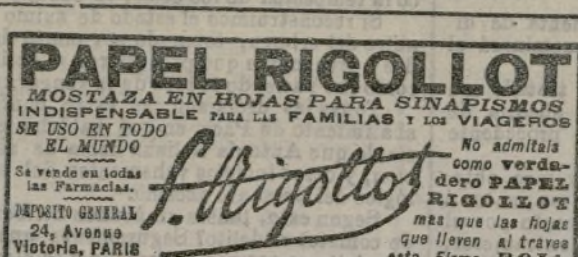 PAPEL RIGOLLOT
MOSTAZA EN HOJAS PARA SINAPISMOS
INDISPENSABLE PARA LAS FAMILIAS Y LOS VIAGEROS
SE USO EN TODO
EL MUNDO
Se vende en todas
las Farmacias.
DEPOSITO GENERAL
24, Avenue
Victoria, PARIS
P. Rigollot
No admitais
como verda-
dero PAPEL
RIGOLLOT
mas que las hojas
que lleven al traves
esta Firma